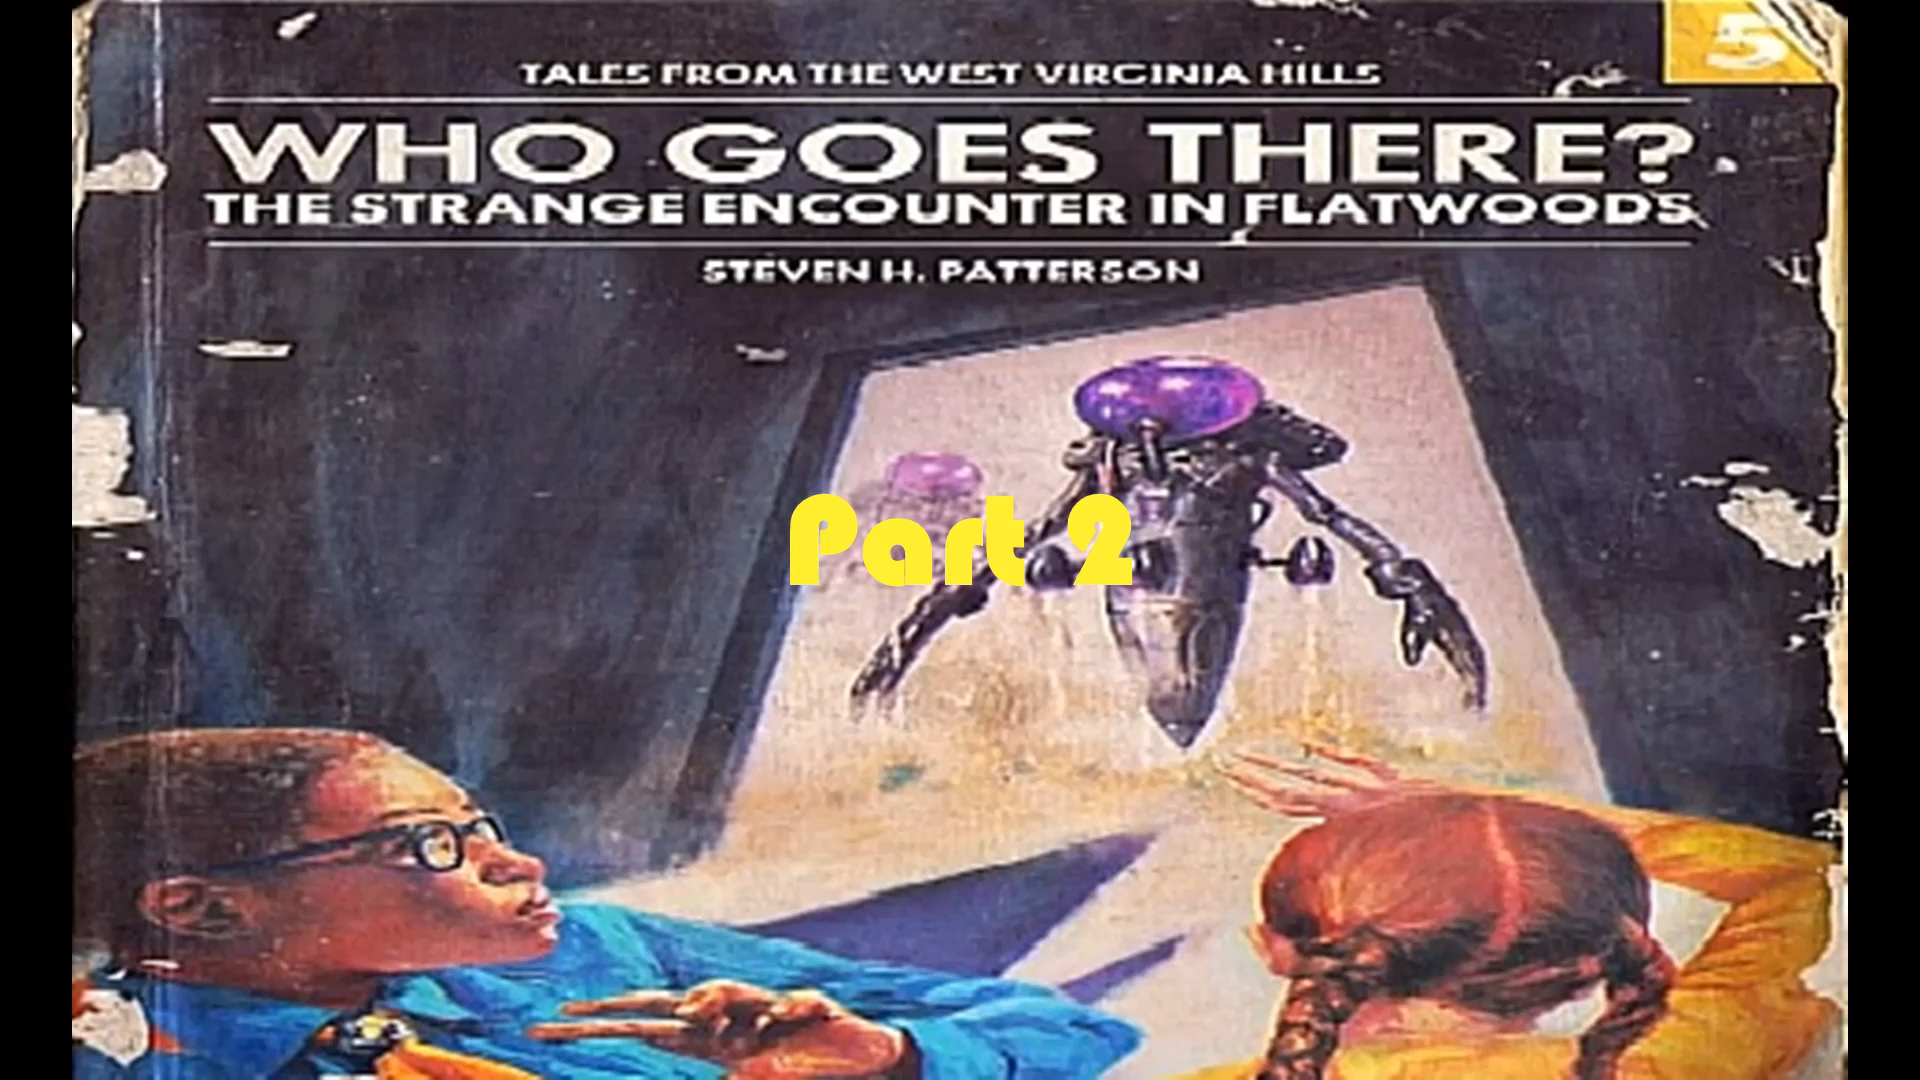 5
TALES FROM THE WEST VIRGINIA HILLS
WHO GOES THERE?
THE STRANGE ENCOUNTER IN FLATWOODS
STEVEN H. PATTERSON
Part 2